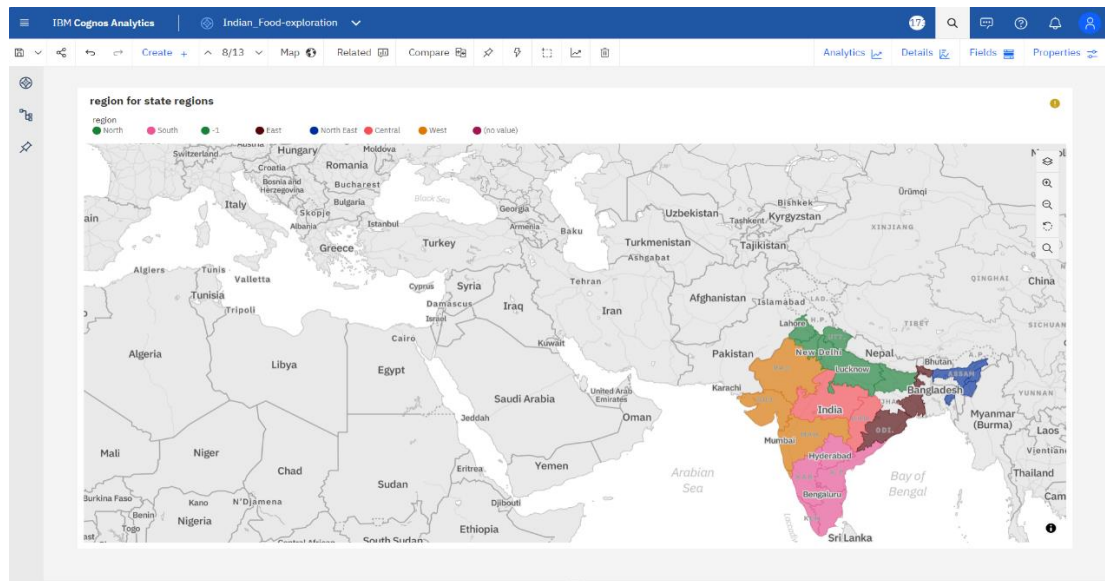 IBM Cognos Analytics
Indian_Food-exploration
Create +
8/13
Map
Related
Compare
Analytics
Details
Fields
Properties
region for state regions
region
North
South
-1
East
North East
Central
West
(no value)
Switzerland
Hungary
Moldova
Croatia
Romania
Bosnia and
Herzegovina
Bucharest
Italy
Bulgaria
Black Sea
Skopje
Albania
Istanbul
Georgia
Armenia
Baku
Greece
Turkey
Uzbekistan
Bishkek
Tashkent
Kyrgyzstan
Ürümqi
XINJIANG
Turkmenistan
Tajikistan
Ashgabat
Algiers
Tunis
Valletta
Tunisia
Tripoli
Cyprus
Syria
Damascus
Israel
Iraq
Tehran
Iran
Afghanistan
Islamabad
LAD.
QINGHAI
China
Lahore
H.P.
TIBET
SICHUAN
Cairo
Kuwait
Algeria
Libya
Egypt
Pakistan
New Delhi
Nepal
Bhutan
A.P.
Lucknow
ASSAM
Saudi Arabia
United Arab
Emirates
Karachi
Bangladesh
YUNNAN
Jeddah
Oman
India
JHA
ODI.
Myanmar
(Burma)
Laos
Mali
Niger
Mumbai
Hyderabad
Vientiane
Chad
Sudan
Eritrea
Yemen
Arabian
Sea
Bay of
Bengal
Thailand
Burkina Faso
Kano
N'Djamena
Djibouti
Bengaluru
Cam
Benin
Togo
Nigeria
Ethiopia
South Sudan
Sri Lanka